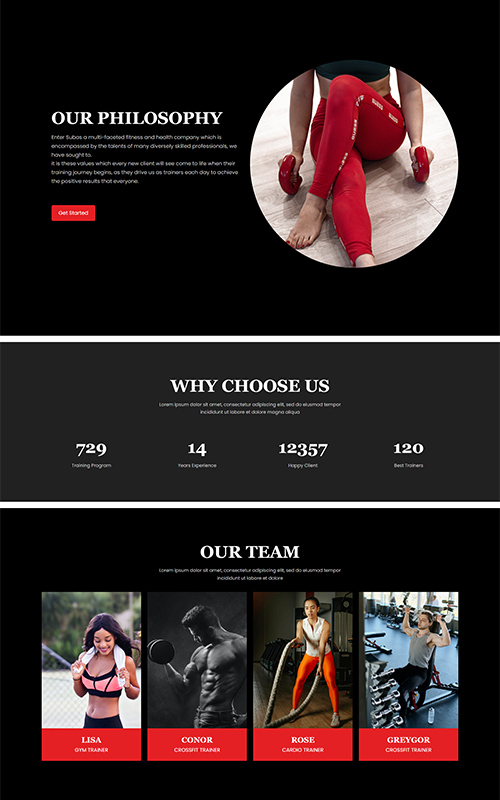 OUR PHILOSOPHY
Enter Subas a multi-faceted fitness and health company which is
encompassed by the talents of many diversely skilled professionals, we
have sought to.
it is these values which every new client will see come to life when their
training journey begins, as they drive us as trainers each day to achieve
the positive results that everyone.
Get Started
WHY CHOOSE US
Lorem ipsum dolor sit amet, consectetur adipiscing elit, sed do eiusmod tempor
incididunt ut labore et dolore magna aliqua
729
14
12357
120
Training Program
Years Experience
Happy Client
Best Trainers
OUR TEAM
Lorem ipsum dolor sit amet, consectetur adipiscing elit, sed do eiusmod tempor
incididunt ut labore et dolore
LISA
CONOR
ROSE
GREYGOR
GYM TRAINER
CROSSFIT TRAINER
CARDIO TRAINER
CROSSFIT TRAINER